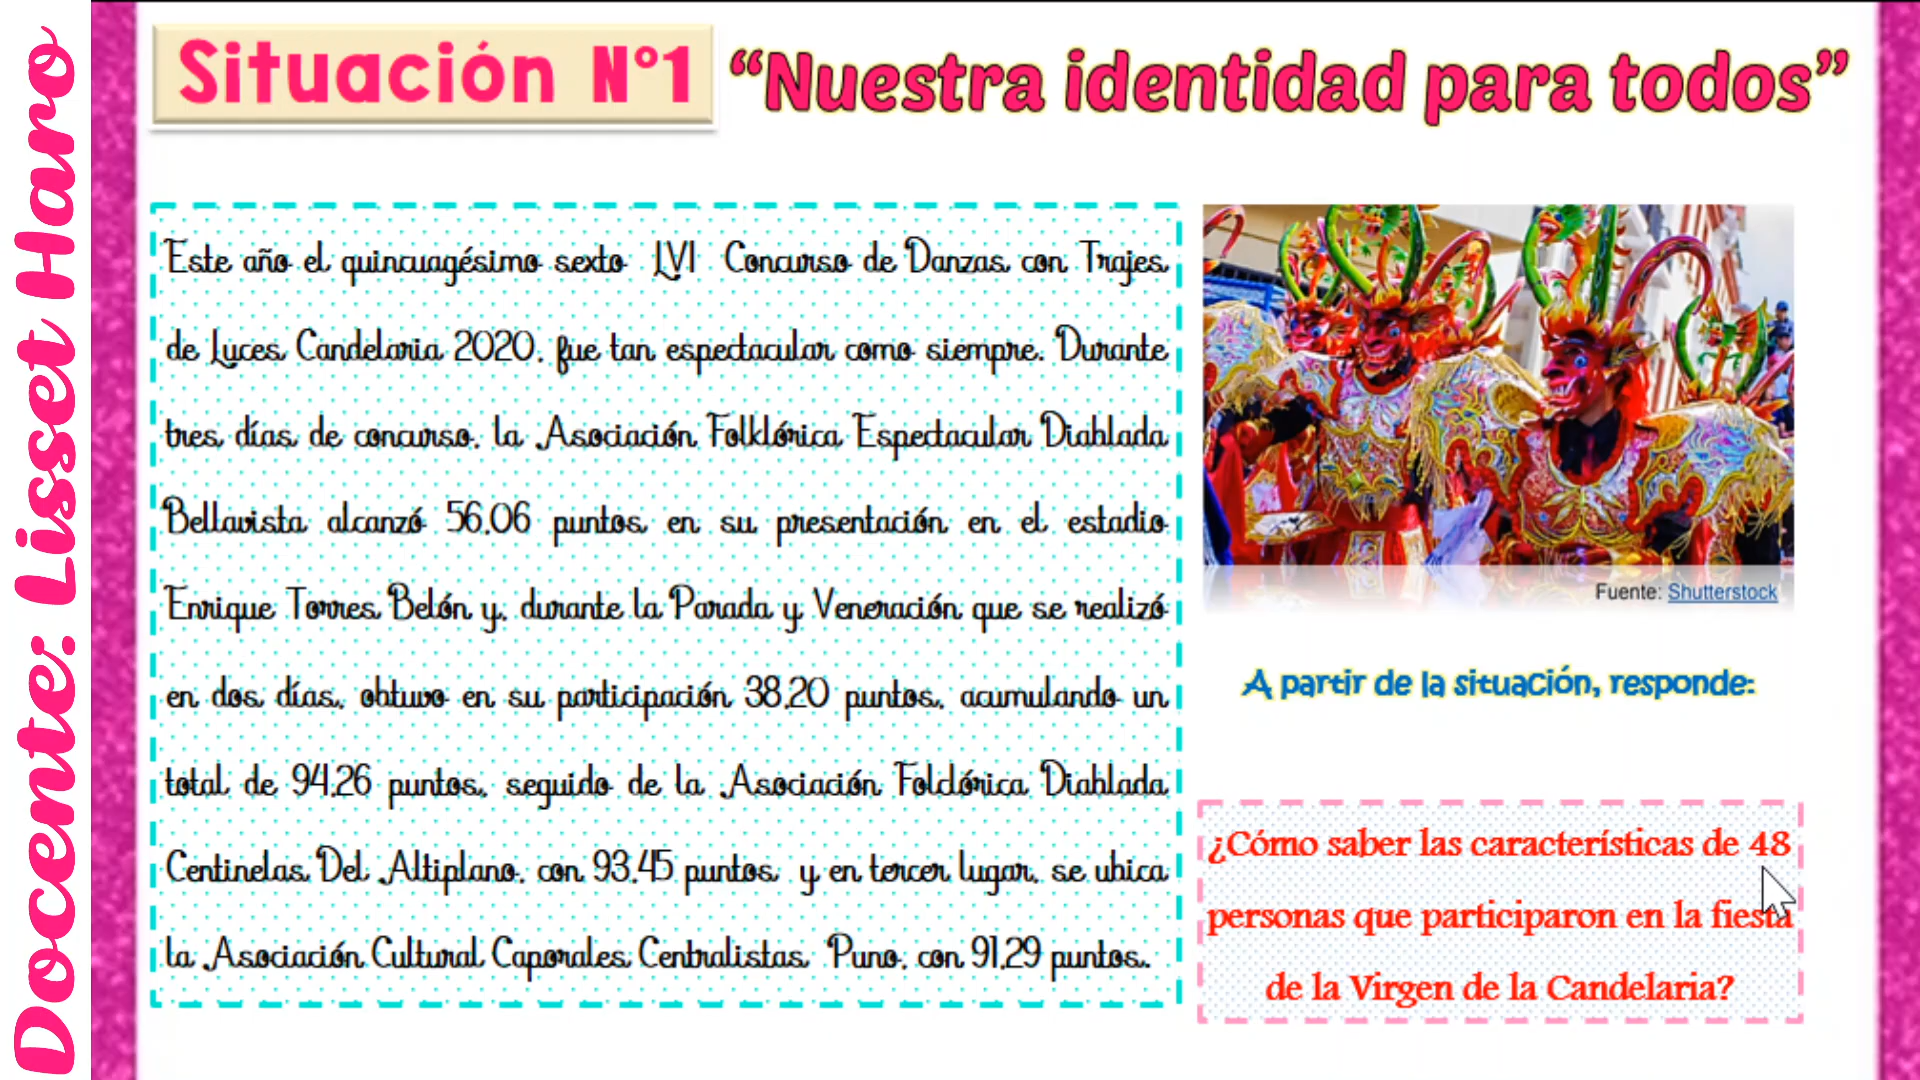 Docente: Lisset Haro
Situación N°1 “Nuestra identidad para todos”
Este año el quincuagésimo sexto LVI Concurso de Danzas con Trajes
de Luces Candelaria 2020, fue tan espectacular como siempre. Durante
tres días de concurso, la Asociación Folklórica Espectacular Diablada
Bellavista alcanzó 56,06 puntos en su presentación en el estadio
Enrique Torres Belón y, durante la Parada y Veneración que se realizó
en dos días, obtuvo en su participación 38,20 puntos, acumulando un
total de 94,26 puntos, seguido de la Asociación Folclórica Diablada
Centinelas Del Altiplano, con 93,45 puntos y en tercer lugar, se ubica
la Asociación Cultural Caporales Centralistas Puno, con 91,29 puntos.
Fuente: Shutterstock
A partir de la situación, responde:
¿Cómo saber las características de 48
personas que participaron en la fiesta
de la Virgen de la Candelaria?